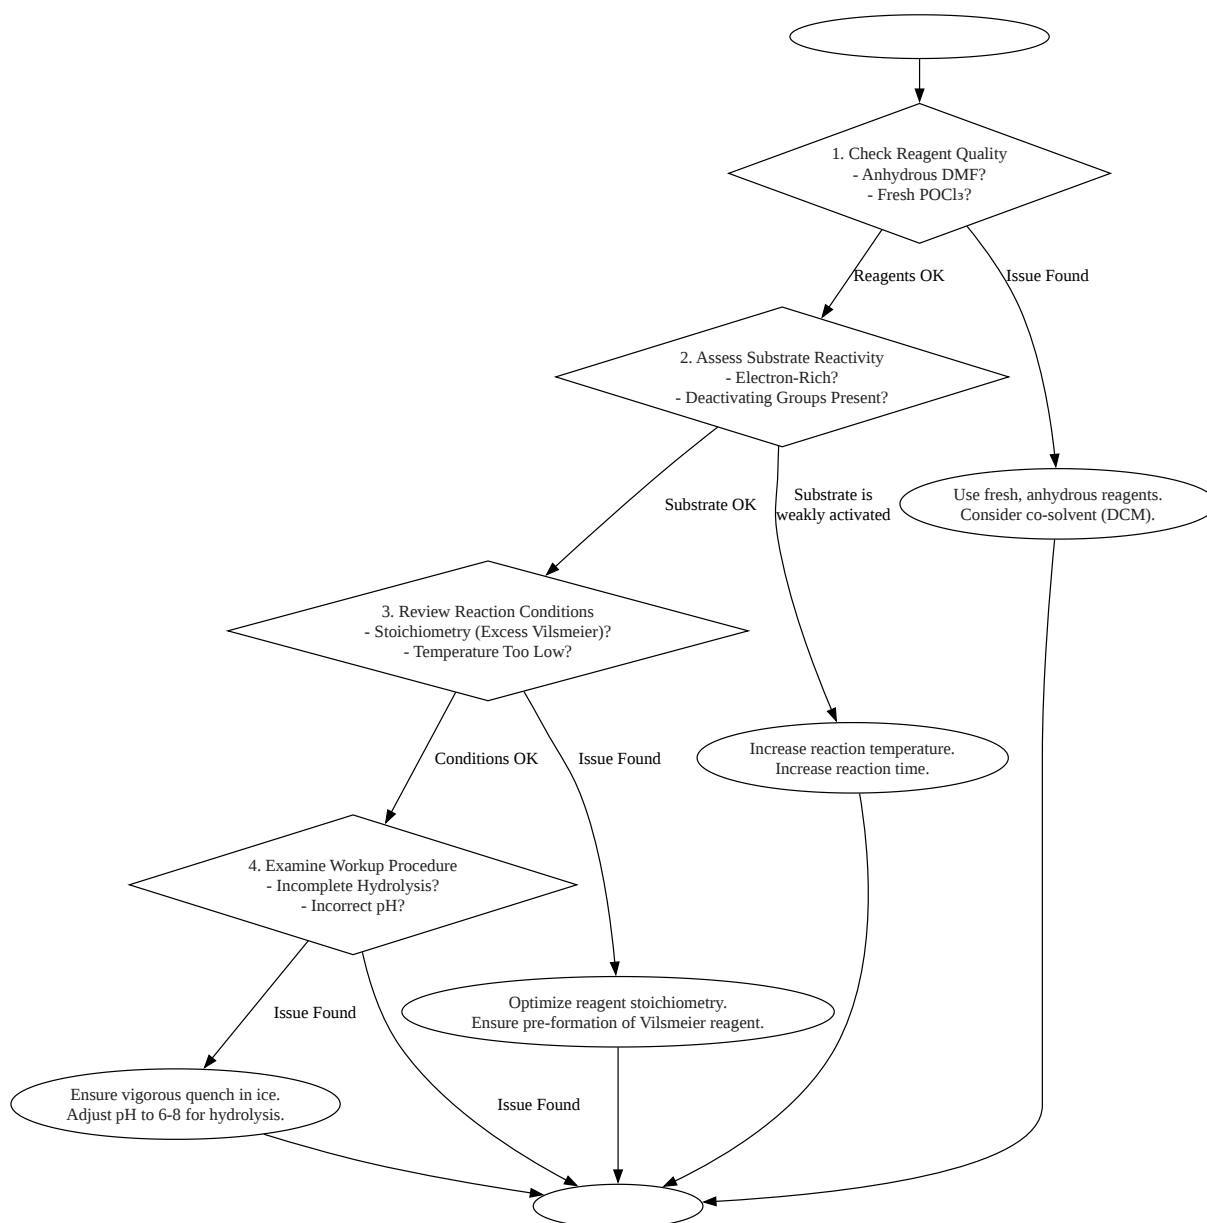 1. Check Reagent Quality
- Anhydrous DMF?
- Fresh POCl₃?
Reagents OK
Issue Found
2. Assess Substrate Reactivity
- Electron-Rich?
- Deactivating Groups Present?
Substrate OK
Substrate is
weakly activated
Use fresh, anhydrous reagents.
Consider co-solvent (DCM).
3. Review Reaction Conditions
- Stoichiometry (Excess Vilsmeier)?
- Temperature Too Low?
Conditions OK
Issue Found
Increase reaction temperature.
Increase reaction time.
4. Examine Workup Procedure
- Incomplete Hydrolysis?
- Incorrect pH?
Issue Found
Optimize reagent stoichiometry.
Ensure pre-formation of Vilsmeier reagent.
Ensure vigorous quench in ice.
Adjust pH to 6-8 for hydrolysis.
Issue Found